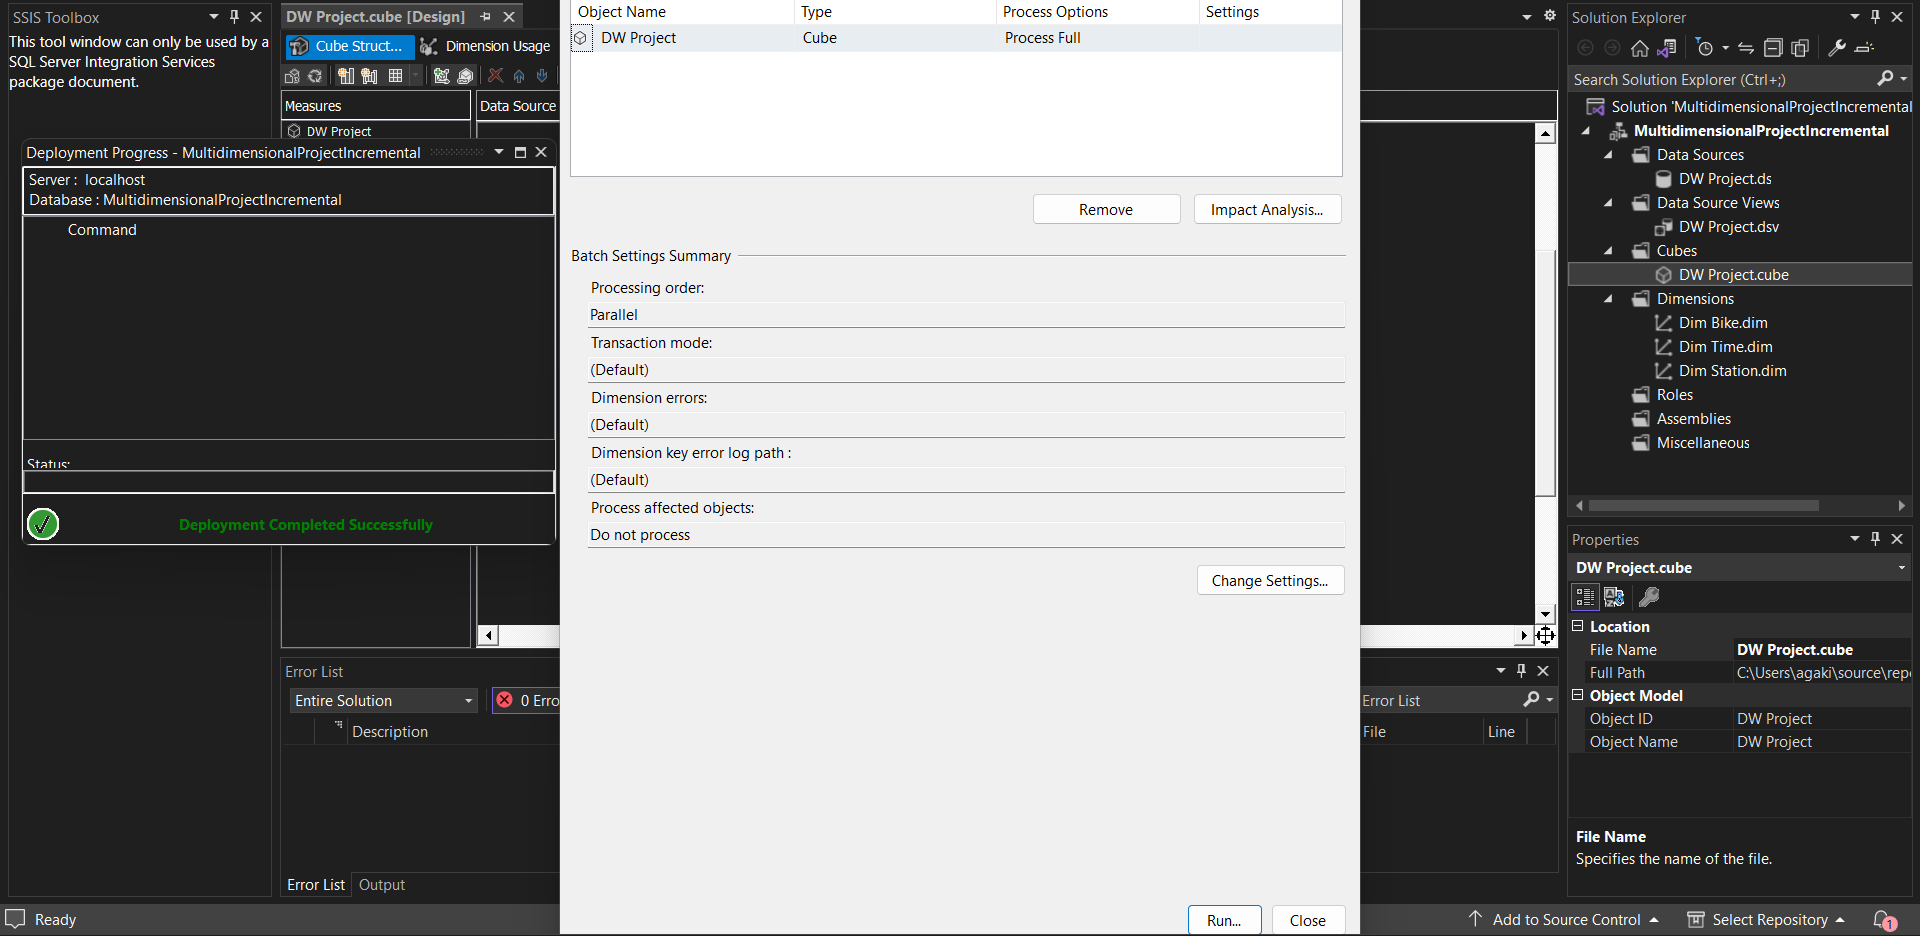 SSIS Toolbox
This tool window can only be used by a
SQL Server Integration Services
package document.
DW Project.cube [Design]
Cube Struct...
Dimension Usage
Measures
Data Source
DW Project
Deployment Progress - MultidimensionalProjectIncremental
Server : localhost
Database : MultidimensionalProjectIncremental
Command
Status:
Deployment Completed Successfully
Object Name
Type
Process Options
Settings
DW Project
Cube
Process Full
Remove
Impact Analysis...
Batch Settings Summary
Processing order:
Parallel
Transaction mode:
(Default)
Dimension errors:
(Default)
Dimension key error log path :
(Default)
Process affected objects:
Do not process
Change Settings...
Run...
Close
Error List
Entire Solution
0 Erro
Error List
Description
File
Line
Error List
Output
Solution Explorer
Search Solution Explorer (Ctrl+;)
Solution 'MultidimensionalProjectIncremental
MultidimensionalProjectIncremental
Data Sources
DW Project.ds
Data Source Views
DW Project.dsv
Cubes
DW Project.cube
Dimensions
Dim Bike.dim
Dim Time.dim
Dim Station.dim
Roles
Assemblies
Miscellaneous
Properties
DW Project.cube
Location
File Name
DW Project.cube
Full Path
C:\Users\agaki\source\repo
Object Model
Object ID
DW Project
Object Name
DW Project
File Name
Specifies the name of the file.
Ready
Add to Source Control
Select Repository
1